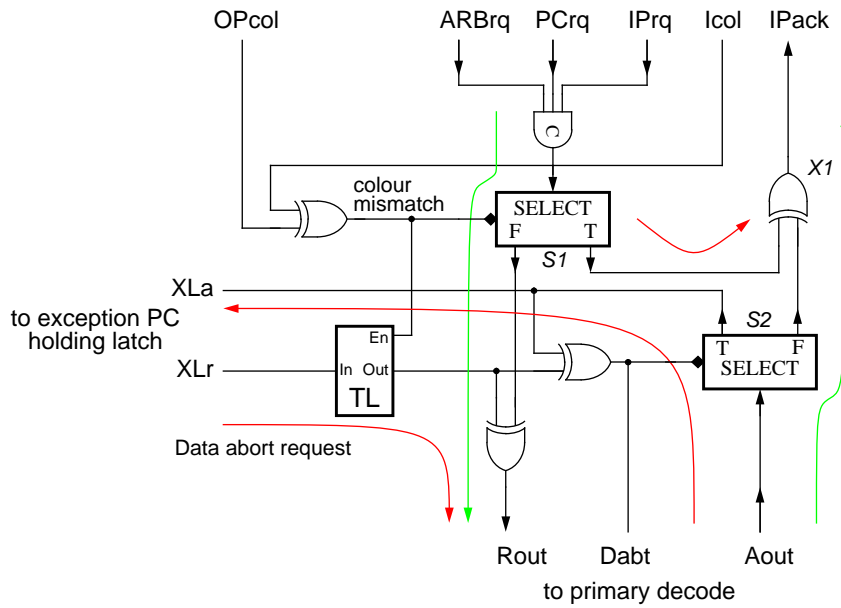 OPcol
ARBrq
PCrq
IPrq
Icol
IPack
C
X1
colour
mismatch
SELECT
F T
S1
XLa
to exception PC
holding latch
S2
En
T F
SELECT
XLr
In Out
TL
Data abort request
Rout
Dabt
Aout
to primary decode